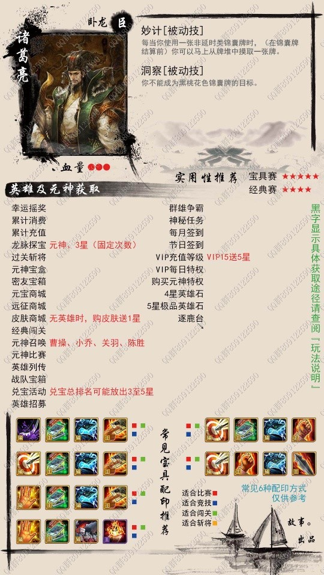 诸葛亮
卧龙 臣
妙计[被动技]
每当你使用一张非延时类锦囊牌时，（在锦囊牌
结算前）你可以马上从牌堆中摸取一张牌。
洞察[被动技]
你不能成为黑桃花色锦囊牌的目标。
血量
实用性推荐
宝具赛 ★★★★★
经典赛 ★★★★
英雄及元神获取
幸运摇奖
累计消费
累计充值
龙脉探宝 元神、3星（固定次数）
过关斩将
元神宝盒
密友宝箱
元宝商城
远征商城
皮肤商城 无英雄时，购皮肤送1星
经典闯关
元神召唤 曹操、小乔、关羽、陈胜
元神比赛
英雄列传
战队宝箱
兑宝活动 兑宝总排名可能放出3至5星
英雄招募
群雄争霸
神秘任务
每月签到
节日签到
VIP充值等级 VIP15送5星
VIP每日特权
购买元神特权
4星英雄石
5星极品英雄石
逐鹿台
黑字显示具体获取途径请查阅『玩法说明』
常见宝具配印推荐
适合比赛
适合竞技
适合闯关
适合斩将
常见6种配印方式
仅供参考
故事。
出品